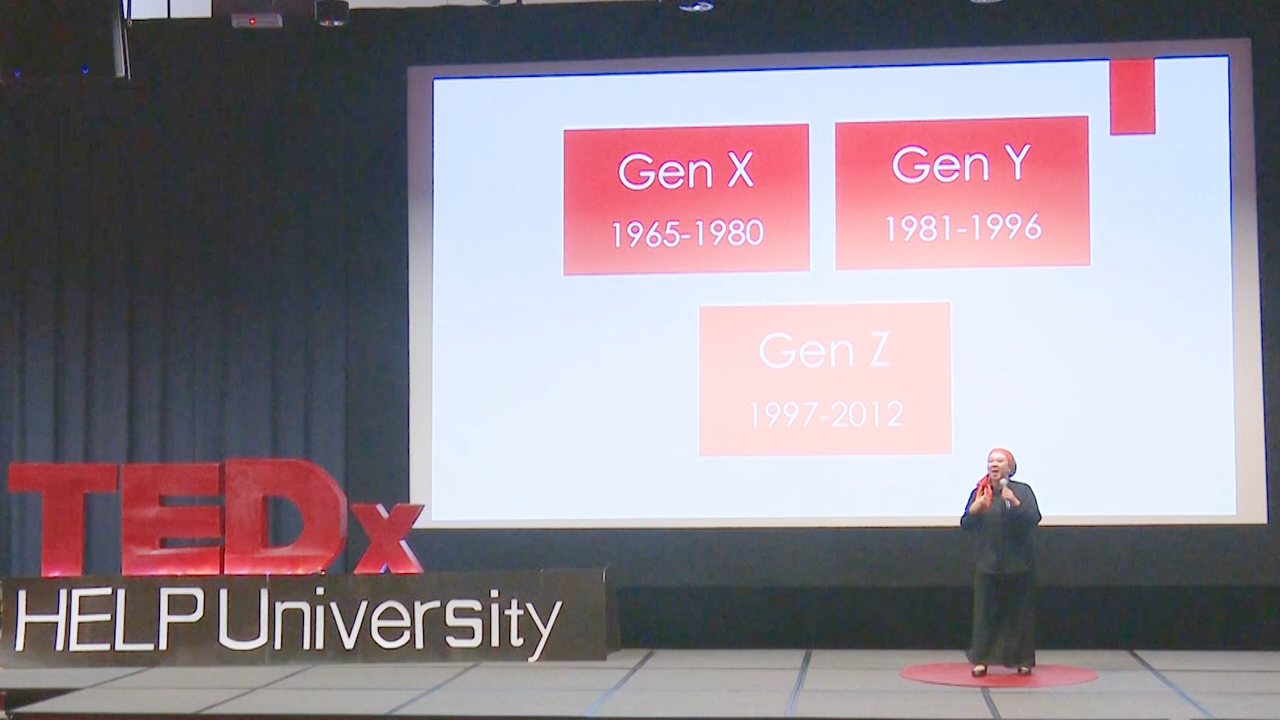 Gen X
1965-1980
Gen Y
1981-1996
Gen Z
1997-2012
TEDx
HELP University